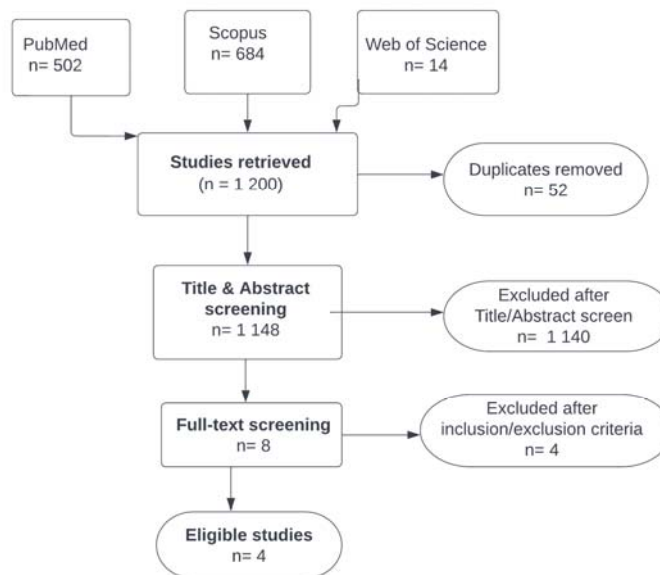 PubMed
n= 502
Scopus
n= 684
Web of Science
n= 14
Studies retrieved
(n = 1 200)
Duplicates removed
n= 52
Title & Abstract
screening
n= 1 148
Excluded after
Title/Abstract screen
n= 1 140
Full-text screening
n= 8
Excluded after
inclusion/exclusion criteria
n= 4
Eligible studies
n= 4